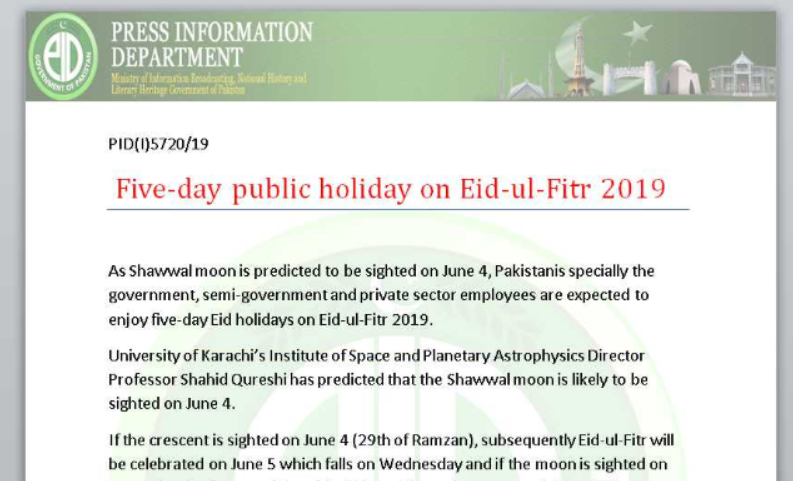 PRESS INFORMATION
DEPARTMENT
Ministry of Information Broadcasting, National History and
Literary Heritage Government of Pakistan
PID
GOVERNMENT OF PAKISTAN
PID(I)5720/19
Five-day public holiday on Eid-ul-Fitr 2019
As Shawwal moon is predicted to be sighted on June 4, Pakistanis specially the
government, semi-government and private sector employees are expected to
enjoy five-day Eid holidays on Eid-ul-Fitr 2019.
University of Karachi’s Institute of Space and Planetary Astrophysics Director
Professor Shahid Qureshi has predicted that the Shawwal moon is likely to be
sighted on June 4.
If the crescent is sighted on June 4 (29th of Ramzan), subsequently Eid-ul-Fitr will
be celebrated on June 5 which falls on Wednesday and if the moon is sighted on